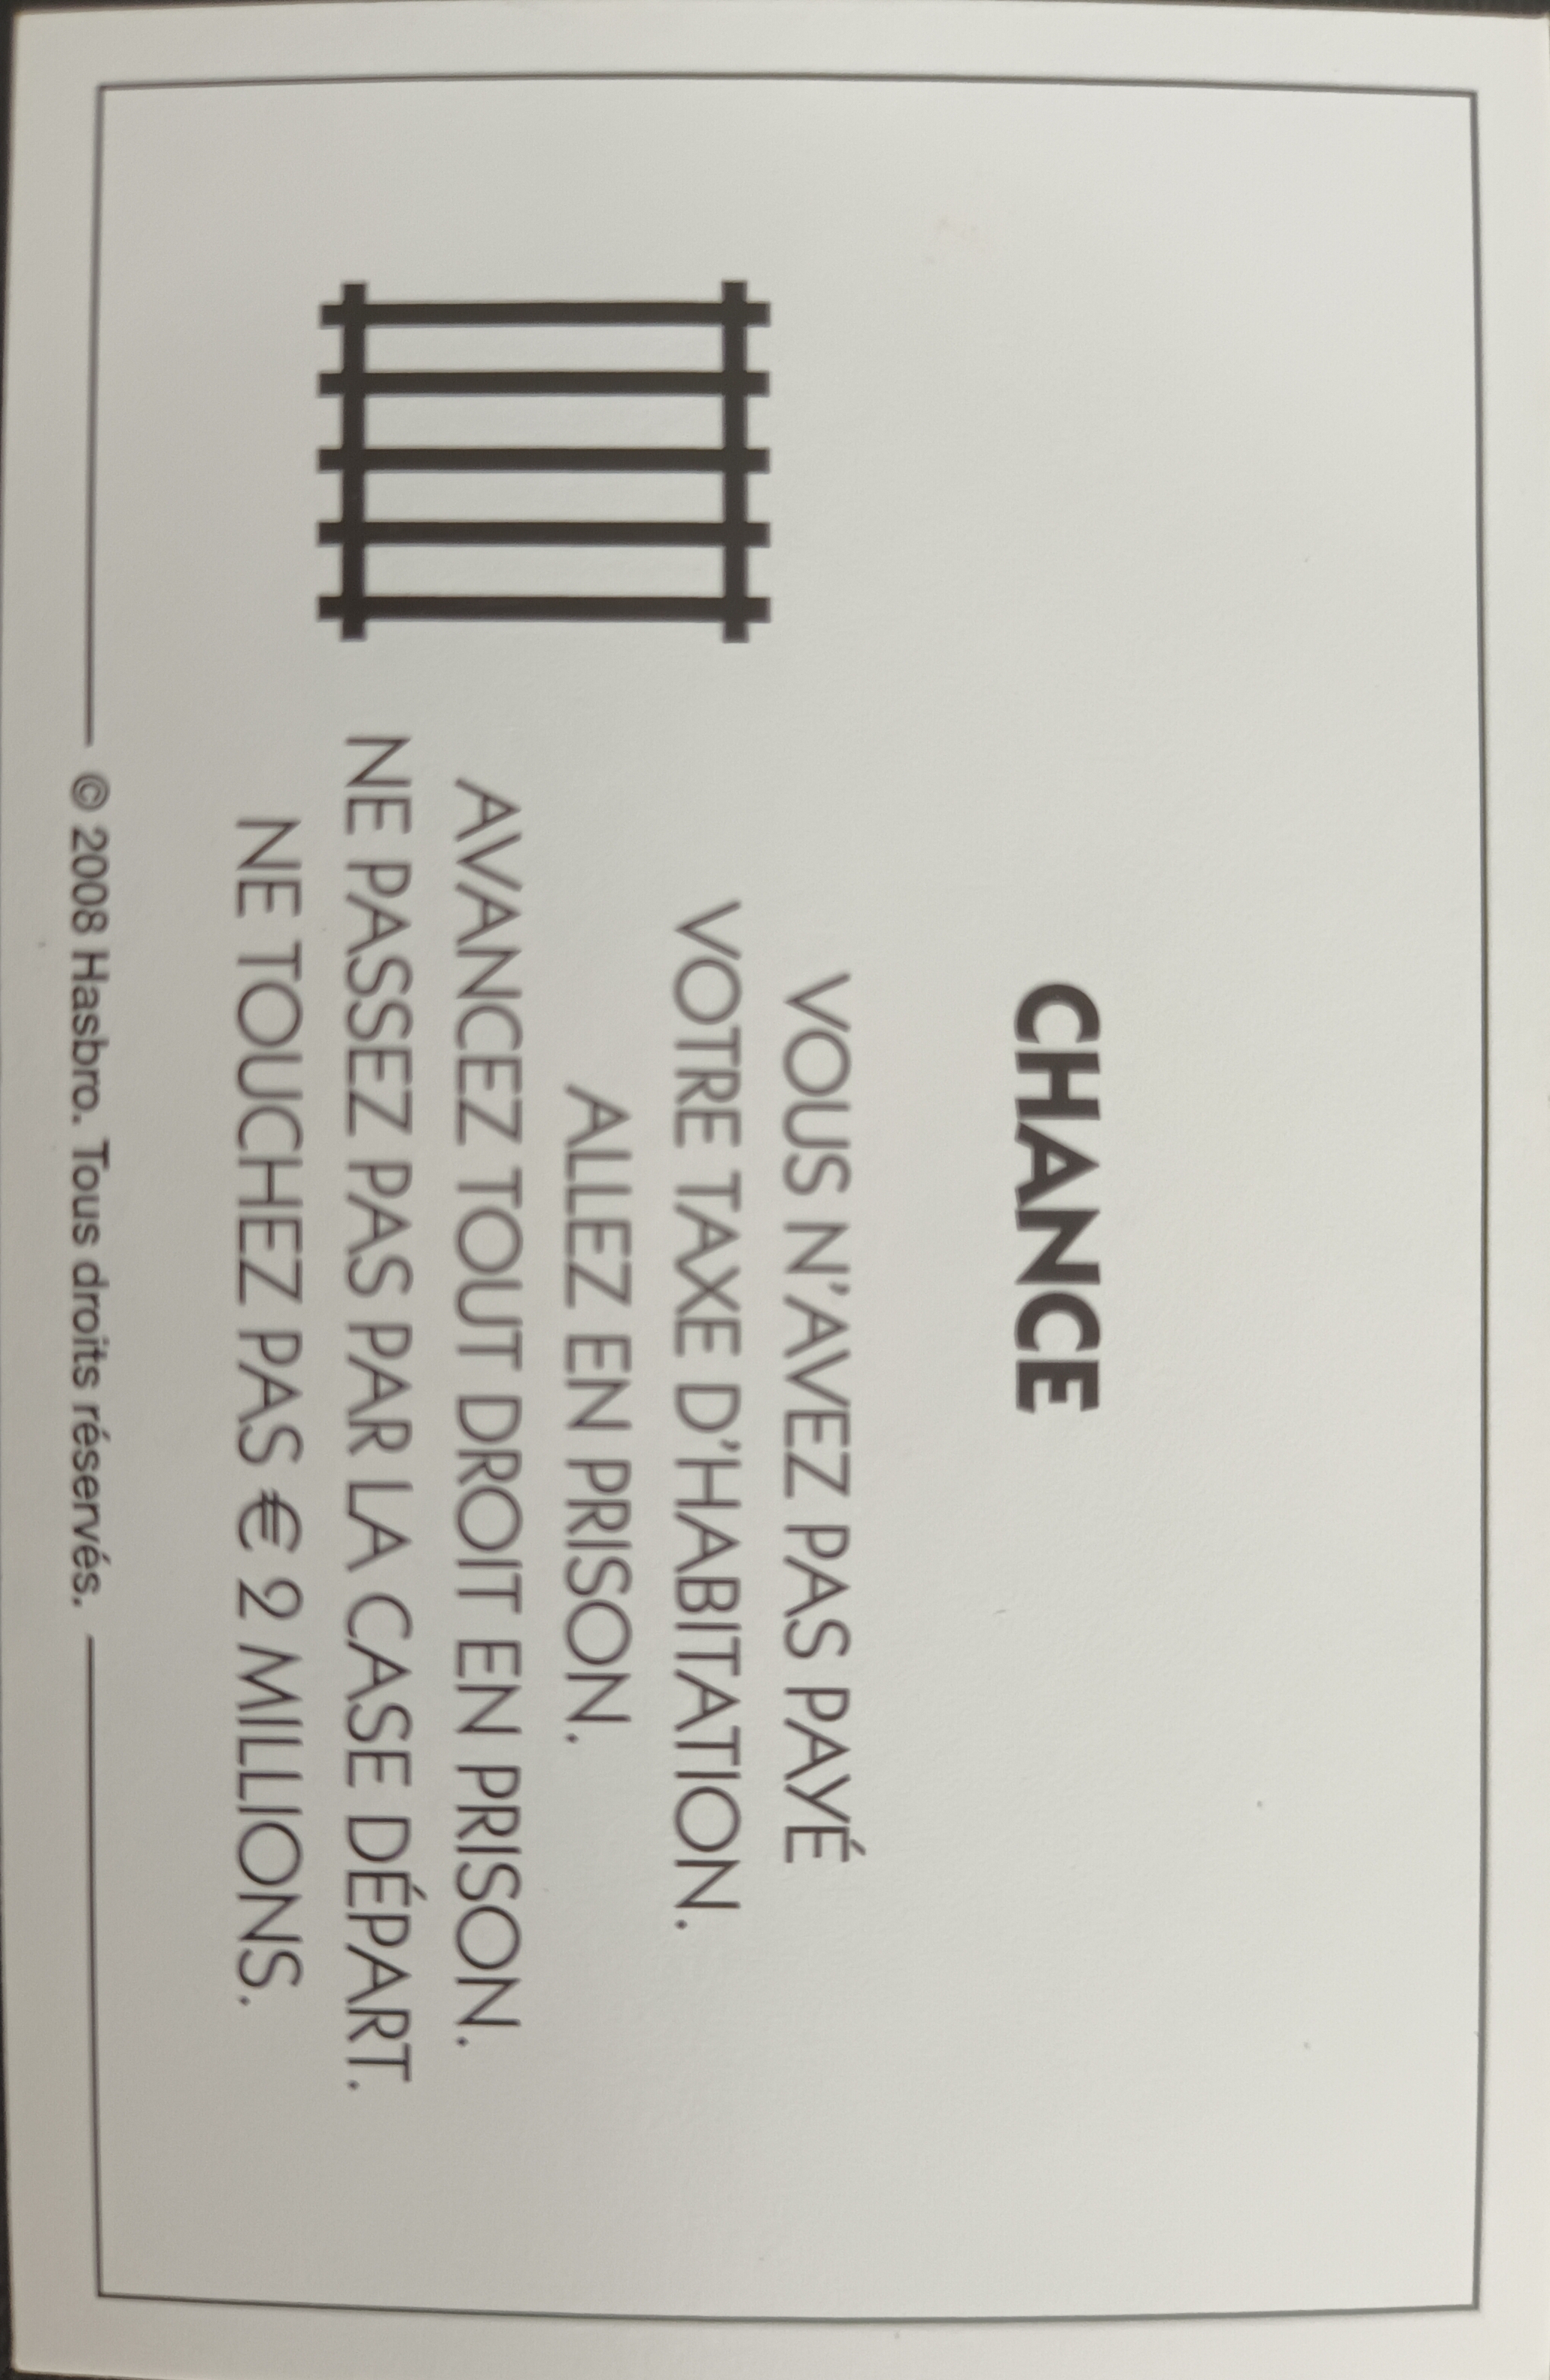 CHANCE
VOUS N'AVEZ PAS PAYÉ
VOTRE TAXE D'HABITATION.
ALLEZ EN PRISON.
AVANCEZ TOUT DROIT EN PRISON.
NE PASSEZ PAS PAR LA CASE DÉPART.
NE TOUCHEZ PAS € 2 MILLIONS.
© 2008 Hasbro. Tous droits réservés.